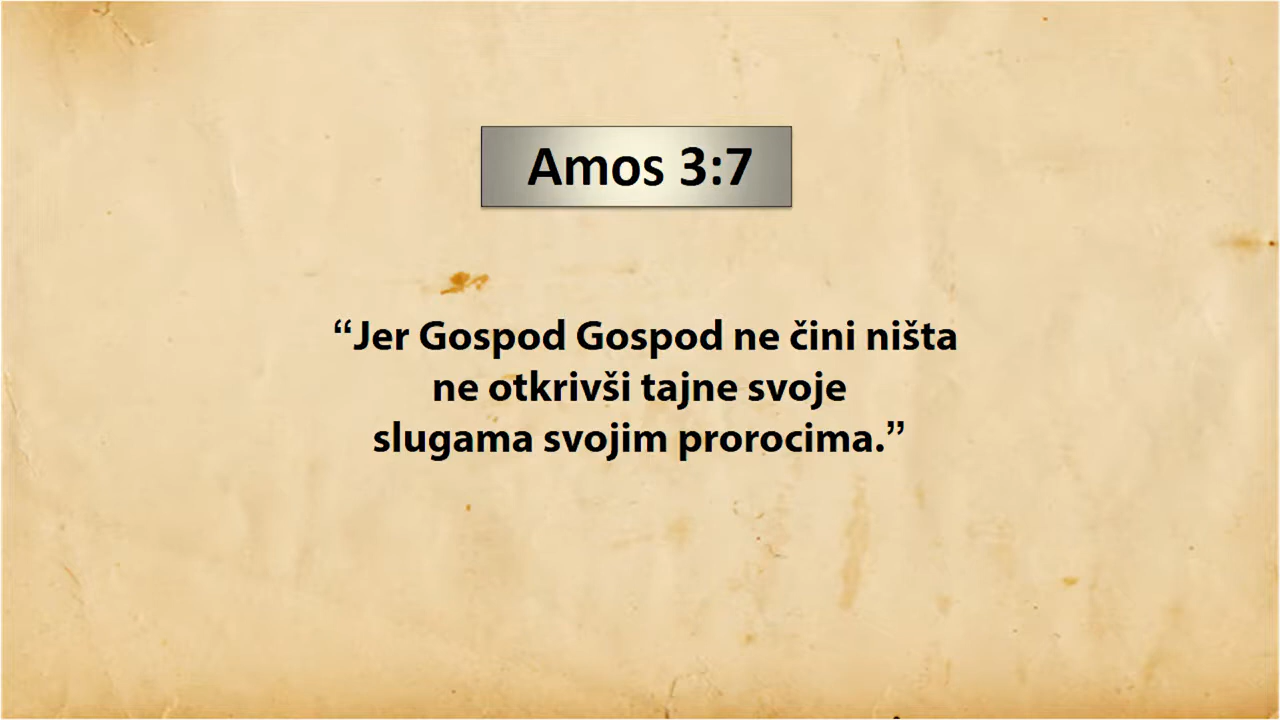 Amos 3:7
“Jer Gospod Gospod ne čini ništa
ne otkrivši tajne svoje
slugama svojim prorocima.”